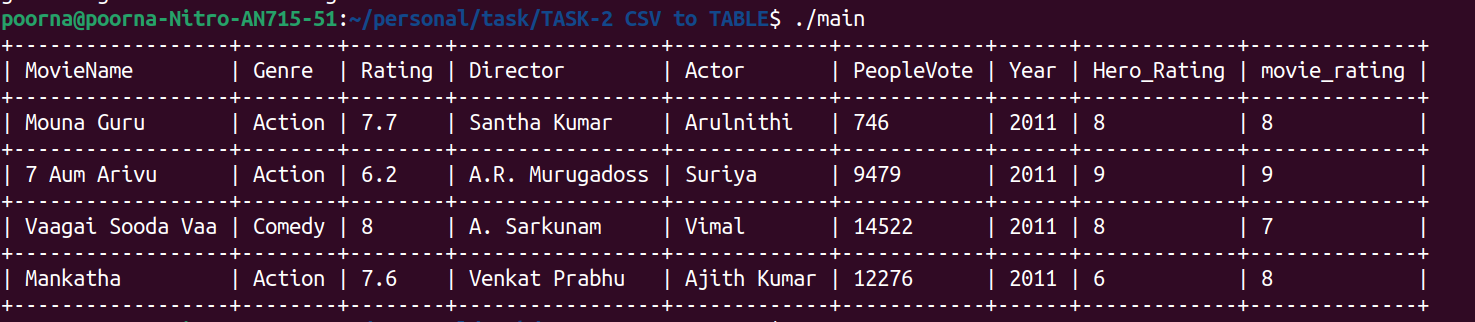 poorna@poorna-Nitro-AN715-51:~/personal/task/TASK-2 CSV to TABLE$ ./main
+------------------+--------+--------+-----------------+-------------+------------+------+-------------+--------------+
| MovieName        | Genre  | Rating | Director        | Actor       | PeopleVote | Year | Hero_Rating | movie_rating |
+------------------+--------+--------+-----------------+-------------+------------+------+-------------+--------------+
| Mouna Guru       | Action | 7.7    | Santha Kumar    | Arulnithi   | 746        | 2011 | 8           | 8            |
+------------------+--------+--------+-----------------+-------------+------------+------+-------------+--------------+
| 7 Aum Arivu      | Action | 6.2    | A.R. Murugadoss | Suriya      | 9479       | 2011 | 9           | 9            |
+------------------+--------+--------+-----------------+-------------+------------+------+-------------+--------------+
| Vaagai Sooda Vaa | Comedy | 8      | A. Sarkunam     | Vimal       | 14522      | 2011 | 8           | 7            |
+------------------+--------+--------+-----------------+-------------+------------+------+-------------+--------------+
| Mankatha         | Action | 7.6    | Venkat Prabhu   | Ajith Kumar | 12276      | 2011 | 6           | 8            |
+------------------+--------+--------+-----------------+-------------+------------+------+-------------+--------------+